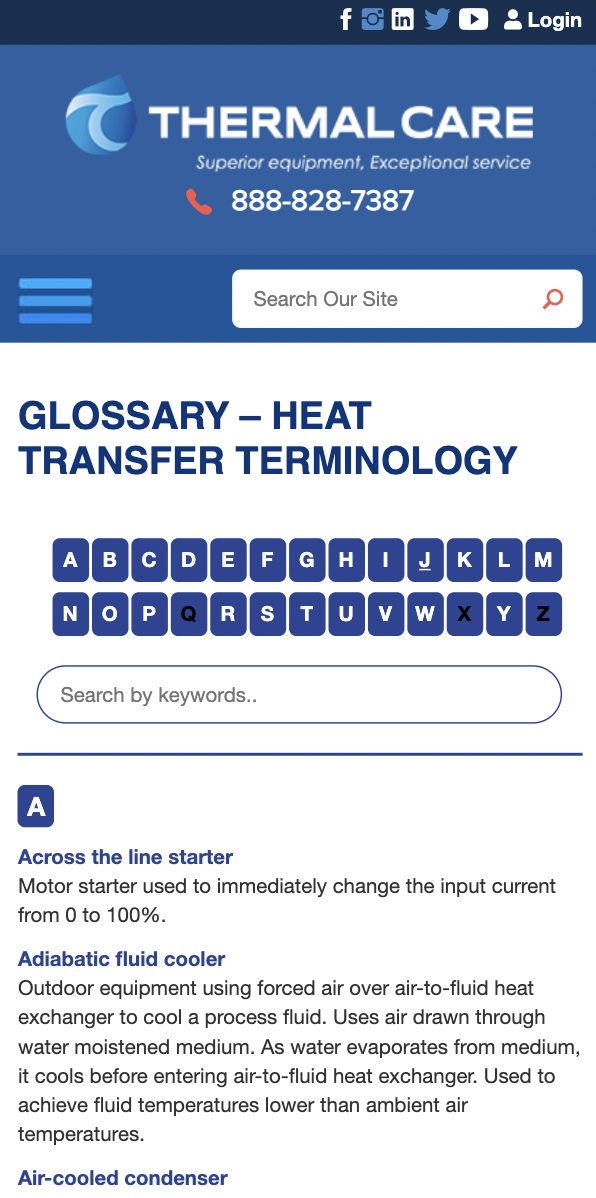 Login
THERMAL CARE
Superior equipment, Exceptional service
888-828-7387
Search Our Site
GLOSSARY – HEAT
TRANSFER TERMINOLOGY
A B C D E F G H I J K L M
N O P Q R S T U V W X Y Z
Search by keywords..
A
Across the line starter
Motor starter used to immediately change the input current
from 0 to 100%.
Adiabatic fluid cooler
Outdoor equipment using forced air over air-to-fluid heat
exchanger to cool a process fluid. Uses air drawn through
water moistened medium. As water evaporates from medium,
it cools before entering air-to-fluid heat exchanger. Used to
achieve fluid temperatures lower than ambient air
temperatures.
Air-cooled condenser